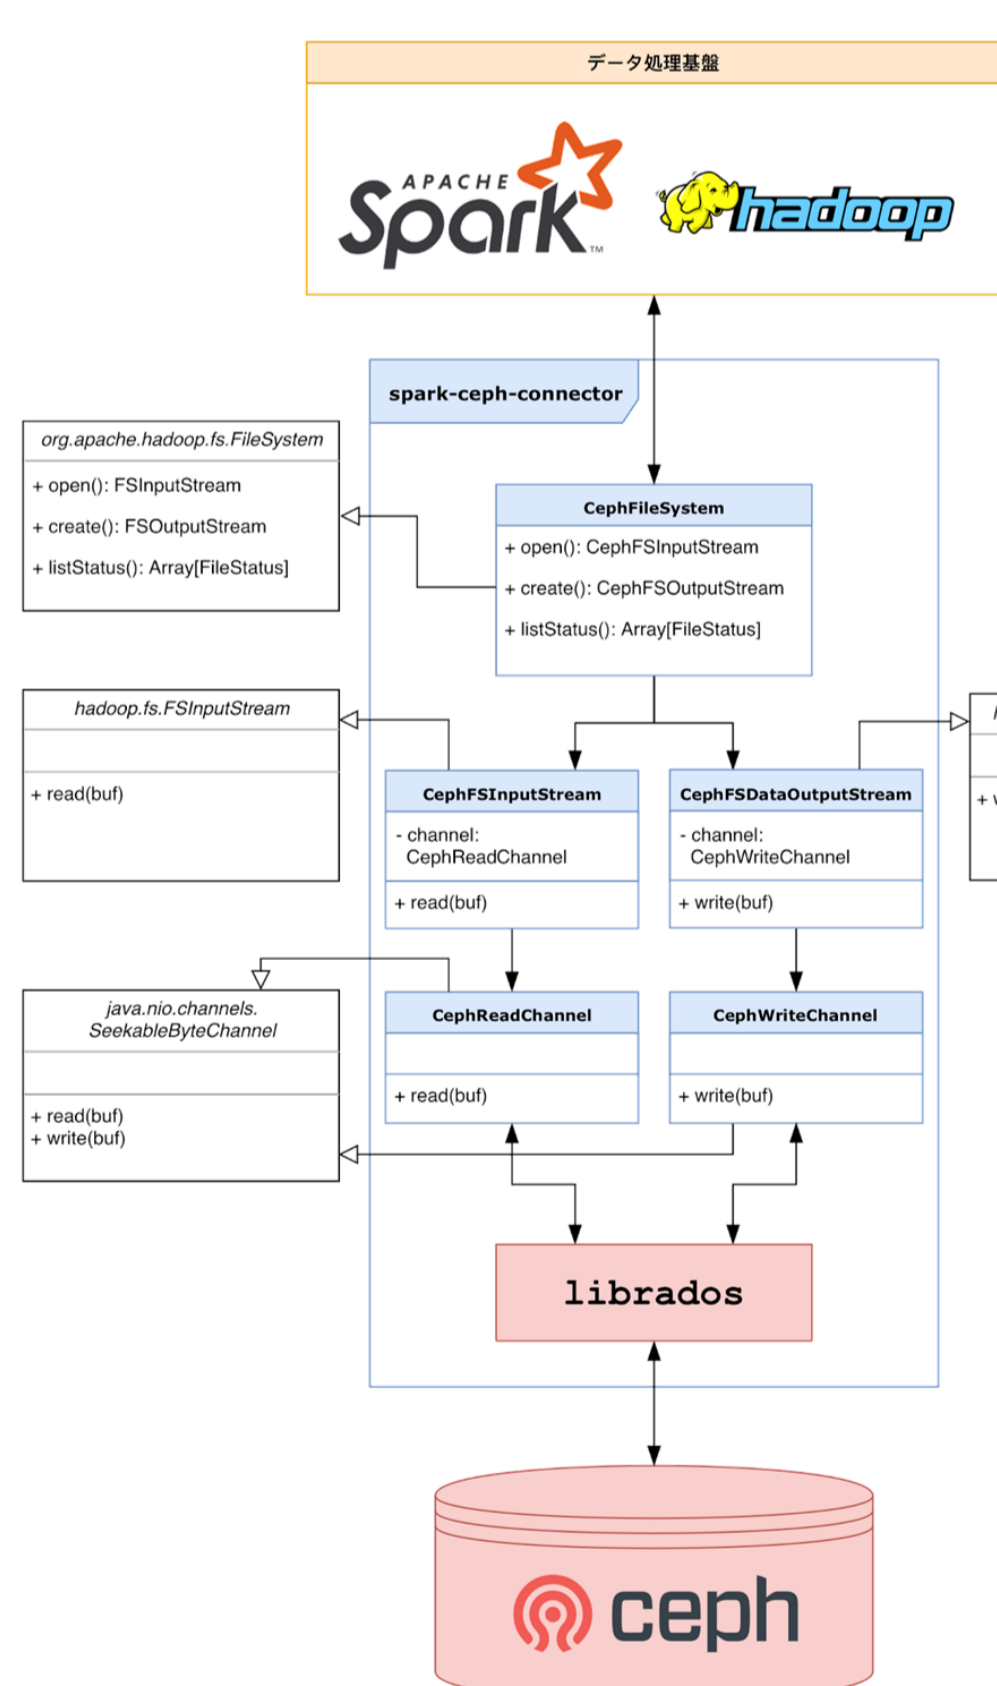 データ処理基盤
APACHE
Spark™
hadoop
spark-ceph-connector
org.apache.hadoop.fs.FileSystem
+ open(): FSInputStream
+ create(): FSOutputStream
+ listStatus(): Array[FileStatus]
CephFileSystem
+ open(): CephFSInputStream
+ create(): CephFSOutputStream
+ listStatus(): Array[FileStatus]
hadoop.fs.FSInputStream
+ read(buf)
CephFSInputStream
- channel:
CephReadChannel
+ read(buf)
CephFSDataOutputStream
- channel:
CephWriteChannel
+ write(buf)
java.nio.channels.
SeekableByteChannel
+ read(buf)
+ write(buf)
CephReadChannel
+ read(buf)
CephWriteChannel
+ write(buf)
librados
ceph